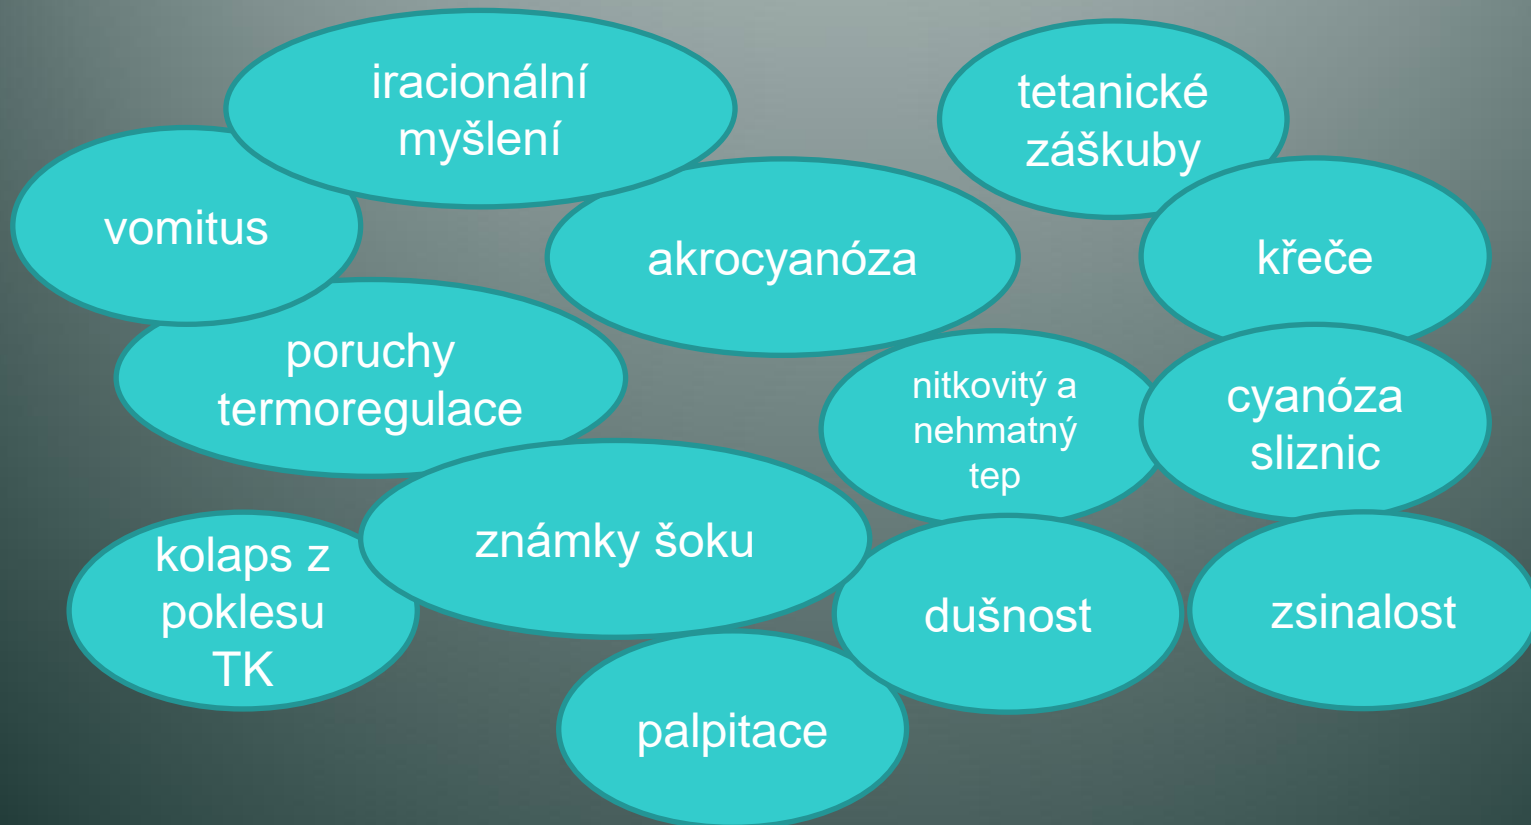 iracionální
myšlení
tetanické
záškuby
vomitus
akrocyanóza
křeče
poruchy
termoregulace
nitkovitý a
nehmatný
tep
cyanóza
sliznic
kolaps z
poklesu
TK
známky šoku
dušnost
zsinalost
palpitace